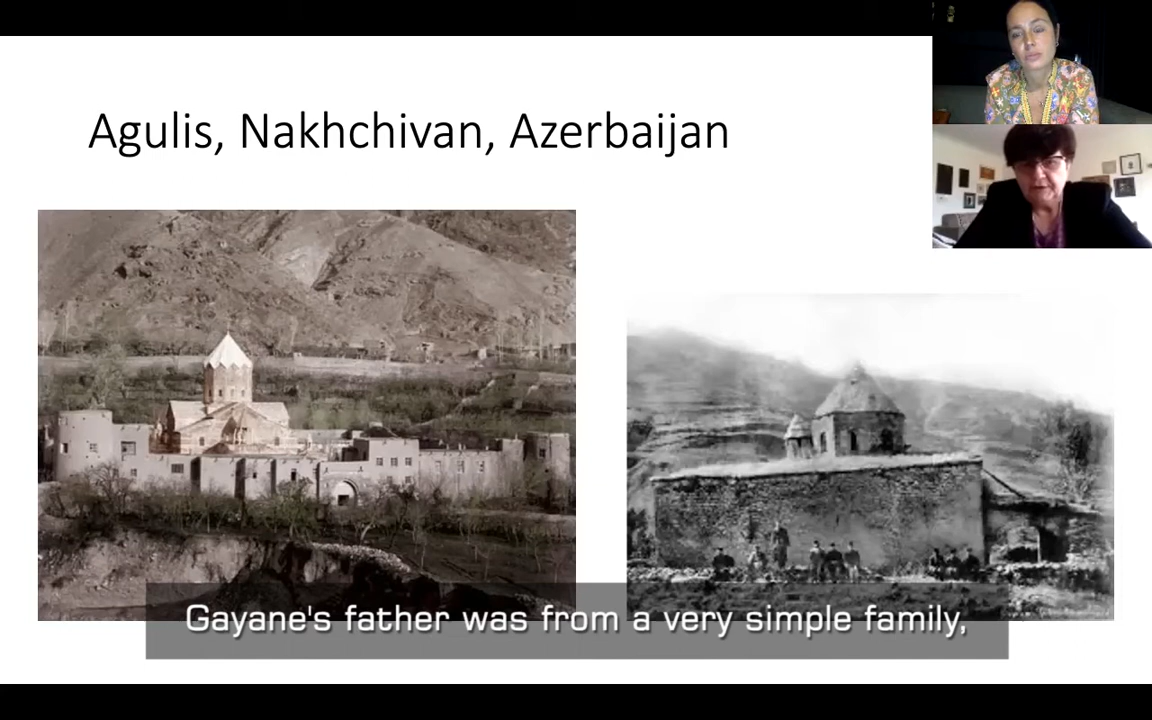 Agulis, Nakhchivan, Azerbaijan
Gayane's father was from a very simple family,